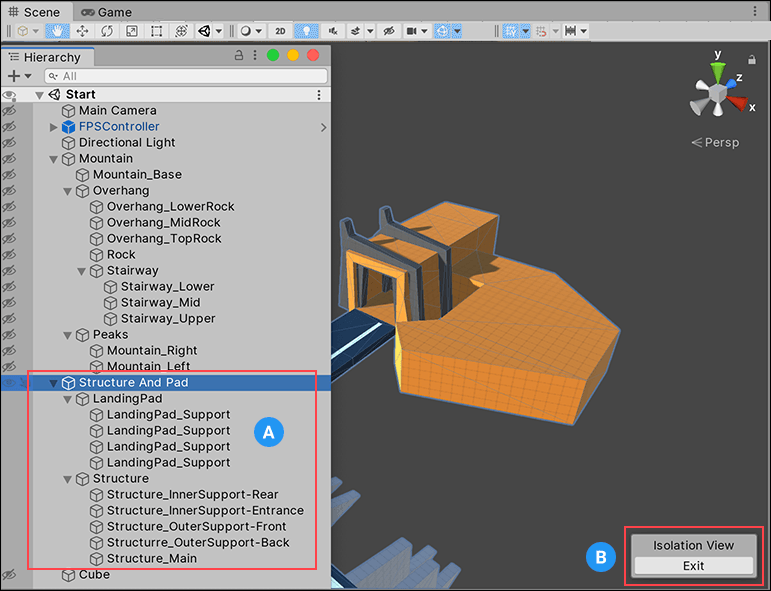 Scene Game
2D
Hierarchy
All
Start
Main Camera
FPSController
Directional Light
Mountain
Mountain_Base
Overhang
Overhang_LowerRock
Overhang_MidRock
Overhang_TopRock
Rock
Stairway
Stairway_Lower
Stairway_Mid
Stairway_Upper
Peaks
Mountain_Right
Mountain_Left
Structure And Pad
LandingPad
LandingPad_Support
LandingPad_Support
LandingPad_Support
LandingPad_Support
Structure
Structure_InnerSupport-Rear
Structure_InnerSupport-Entrance
Structure_OuterSupport-Front
Structurre_OuterSupport-Back
Structure_Main
Cube
A
y
z
x
Persp
B
Isolation View
Exit